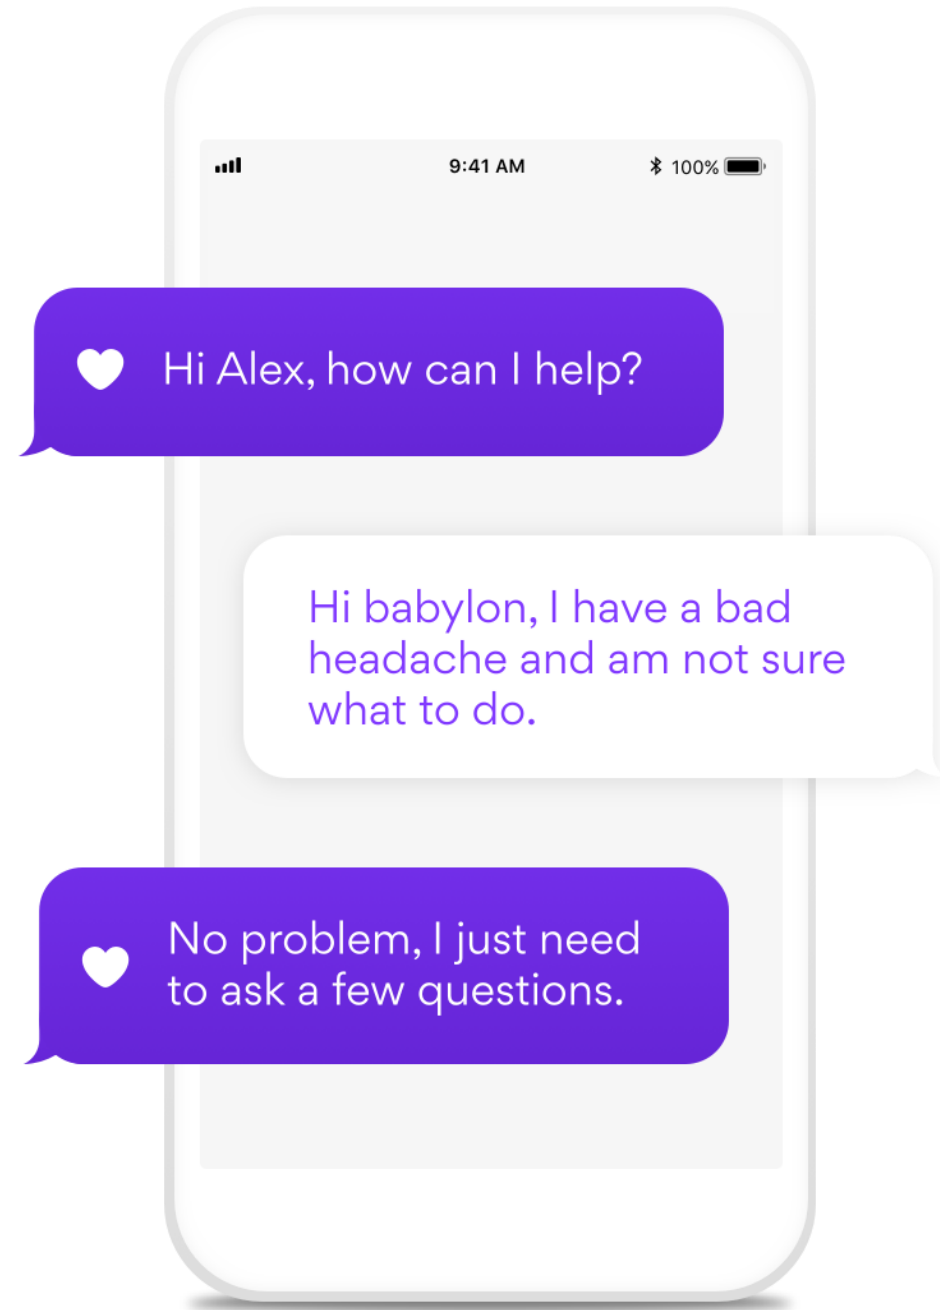 9:41 AM
100%
Hi Alex, how can I help?
Hi babylon, I have a bad
headache and am not sure
what to do.
No problem, I just need
to ask a few questions.